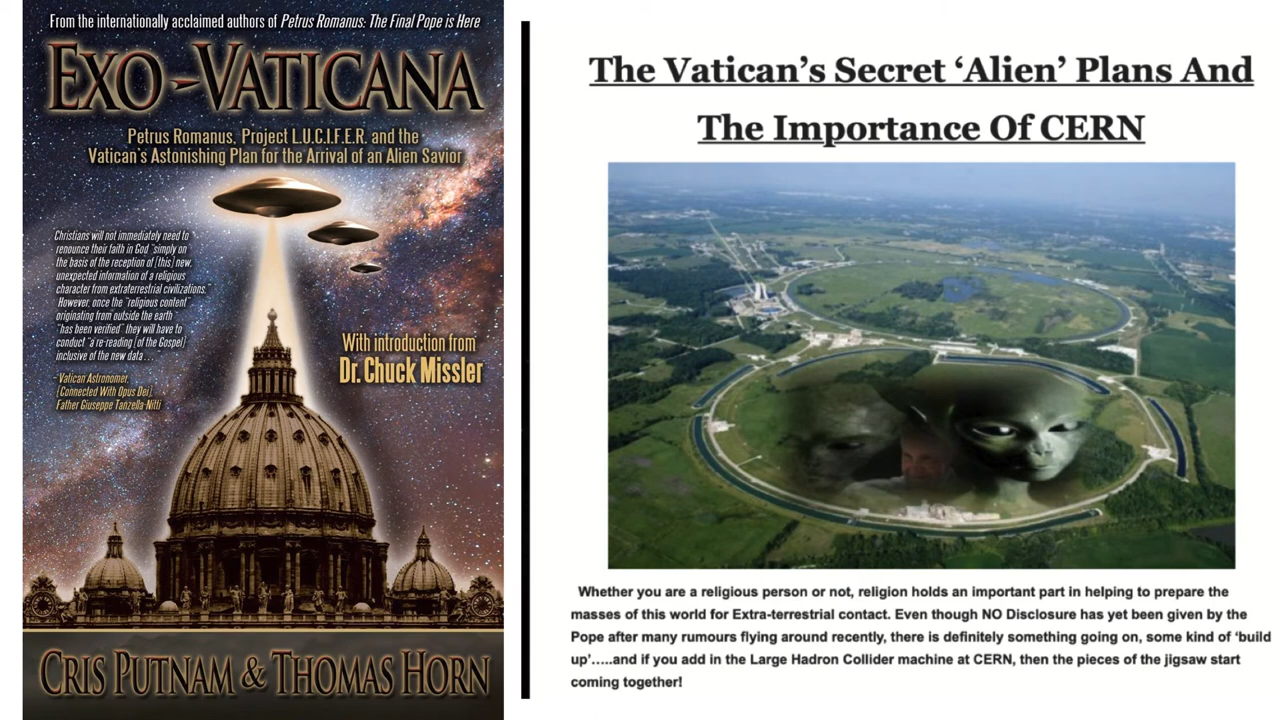 From the internationally acclaimed authors of Petrus Romanus: The Final Pope is Here
EXO-VATICANA
Petrus Romanus, Project L.U.C.I.F.E.R. and the
Vatican's Astonishing Plan for the Arrival of an Alien Savior
Christians will not immediately need to
renounce their faith in God "simply on
the basis of the reception of [this] new,
unexpected information of a religious
character from extraterrestrial civilizations."
However, once the "religious content"
originating from outside the earth
"has been verified" they will have to
conduct "a re-reading [of the Gospel]
inclusive of the new data..."
-Vatican Astronomer,
[Connected With Opus Dei],
Father Giuseppe Tanzella-Nitti
With introduction from
Dr. Chuck Missler
CRIS PUTNAM & THOMAS HORN
The Vatican's Secret 'Alien' Plans And
The Importance Of CERN
Whether you are a religious person or not, religion holds an important part in helping to prepare the
masses of this world for Extra-terrestrial contact. Even though NO Disclosure has yet been given by the
Pope after many rumours flying around recently, there is definitely something going on, some kind of 'build
up'.....and if you add in the Large Hadron Collider machine at CERN, then the pieces of the jigsaw start
coming together!